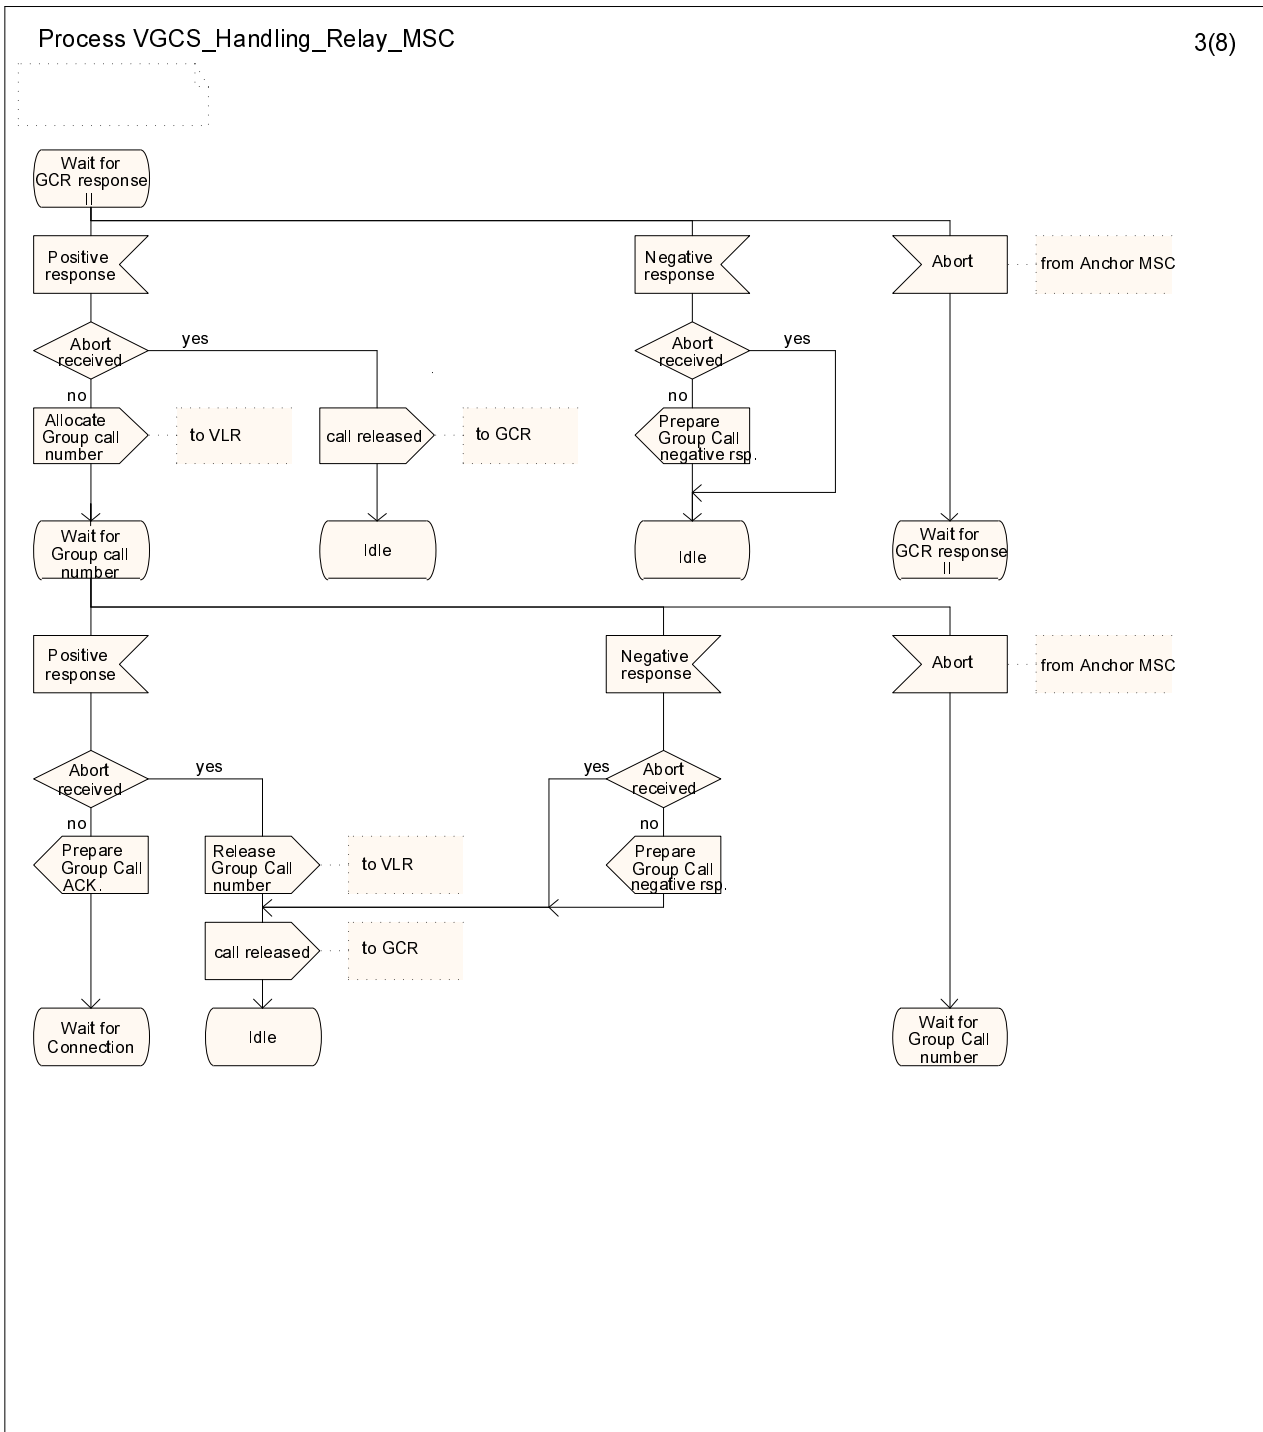 Process VGCS_Handling_Relay_MSC
3(8)
Wait for
GCR response
II
Positive
response
Negative
response
Abort
from Anchor MSC
Abort
received
yes
no
Abort
received
yes
no
Allocate
Group call
number
to VLR
call released
to GCR
Prepare
Group Call
negative rsp.
Wait for
Group call
number
Idle
Idle
Wait for
GCR response
II
Positive
response
Negative
response
Abort
from Anchor MSC
Abort
received
yes
no
yes
Abort
received
no
Prepare
Group Call
ACK.
Release
Group Call
number
to VLR
Prepare
Group Call
negative rsp.
call released
to GCR
Wait for
Connection
Idle
Wait for
Group Call
number